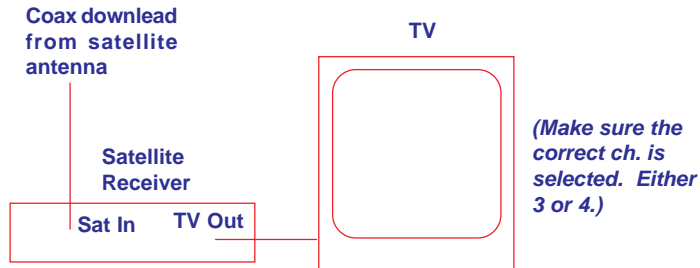 Coax downlead
from satellite
antenna
TV
(Make sure the
correct ch. is
selected. Either
3 or 4.)
Satellite
Receiver
Sat In
TV Out